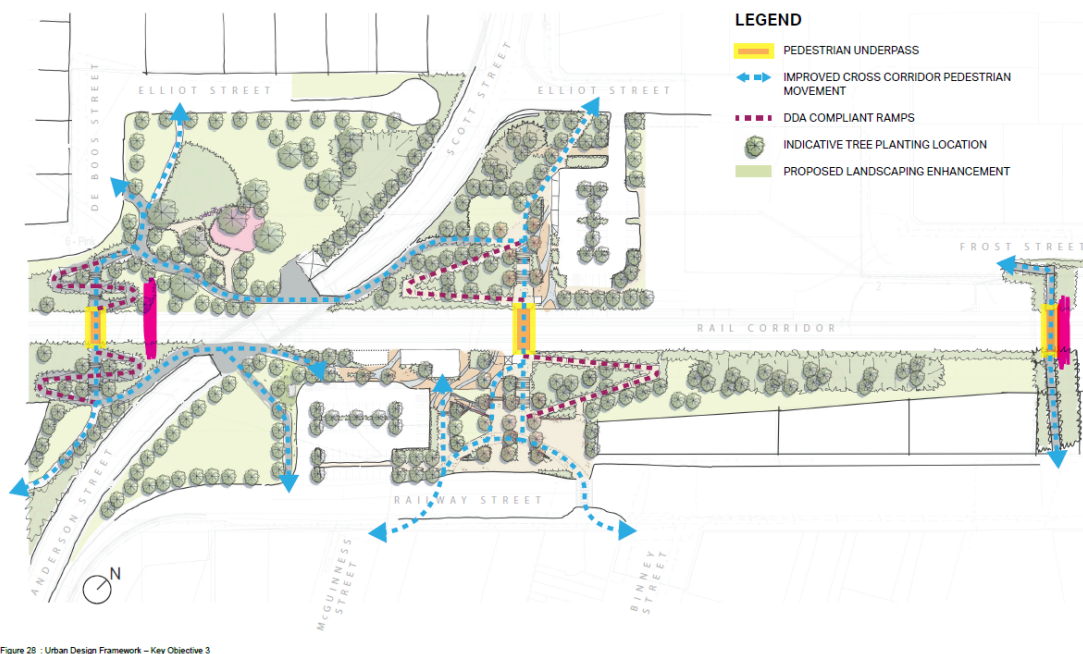 LEGEND
PEDESTRIAN UNDERPASS
IMPROVED CROSS CORRIDOR PEDESTRIAN
MOVEMENT
DDA COMPLIANT RAMPS
INDICATIVE TREE PLANTING LOCATION
PROPOSED LANDSCAPING ENHANCEMENT
ELLIOT STREET
ELLIOT STREET
DE BOOS STREET
SCOTT STREET
FROST STREET
RAIL CORRIDOR
RAILWAY STREET
ANDERSON STREET
McGUINNESS
STREET
BINNEY
STREET
N
Figure 28 : Urban Design Framework – Key Objective 3